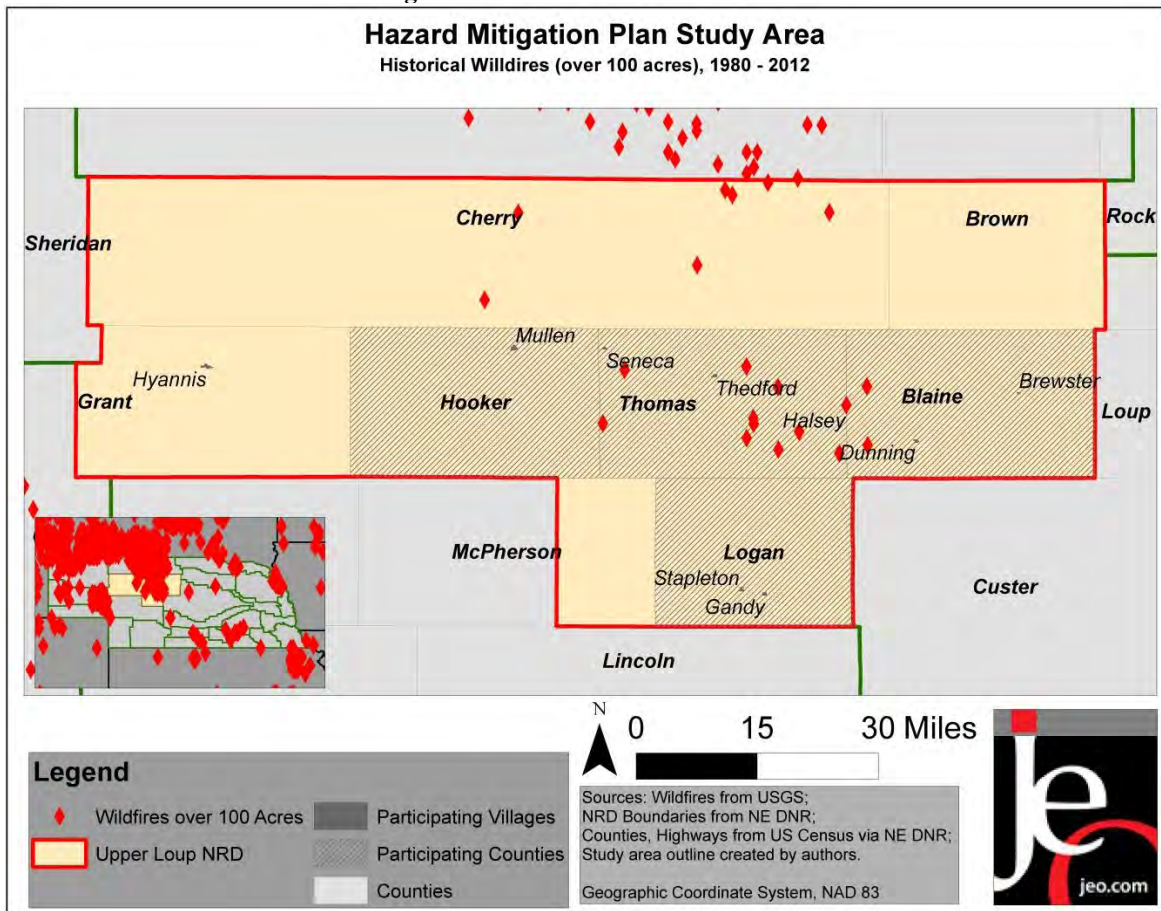 Hazard Mitigation Plan Study Area
Historical Willdires (over 100 acres), 1980 - 2012
Cherry
Brown
Rock
Sheridan
Mullen
Seneca
Hyannis
Thedford
Brewster
Grant
Hooker
Thomas
Blaine
Loup
Halsey
Dunning
McPherson
Logan
Stapleton
Gandy
Custer
Lincoln
N
0 15 30 Miles
Legend
Wildfires over 100 Acres
Upper Loup NRD
Participating Villages
Participating Counties
Counties
Sources: Wildfires from USGS;
NRD Boundaries from NE DNR;
Counties, Highways from US Census via NE DNR;
Study area outline created by authors.
Geographic Coordinate System, NAD 83
jeo
jeo.com